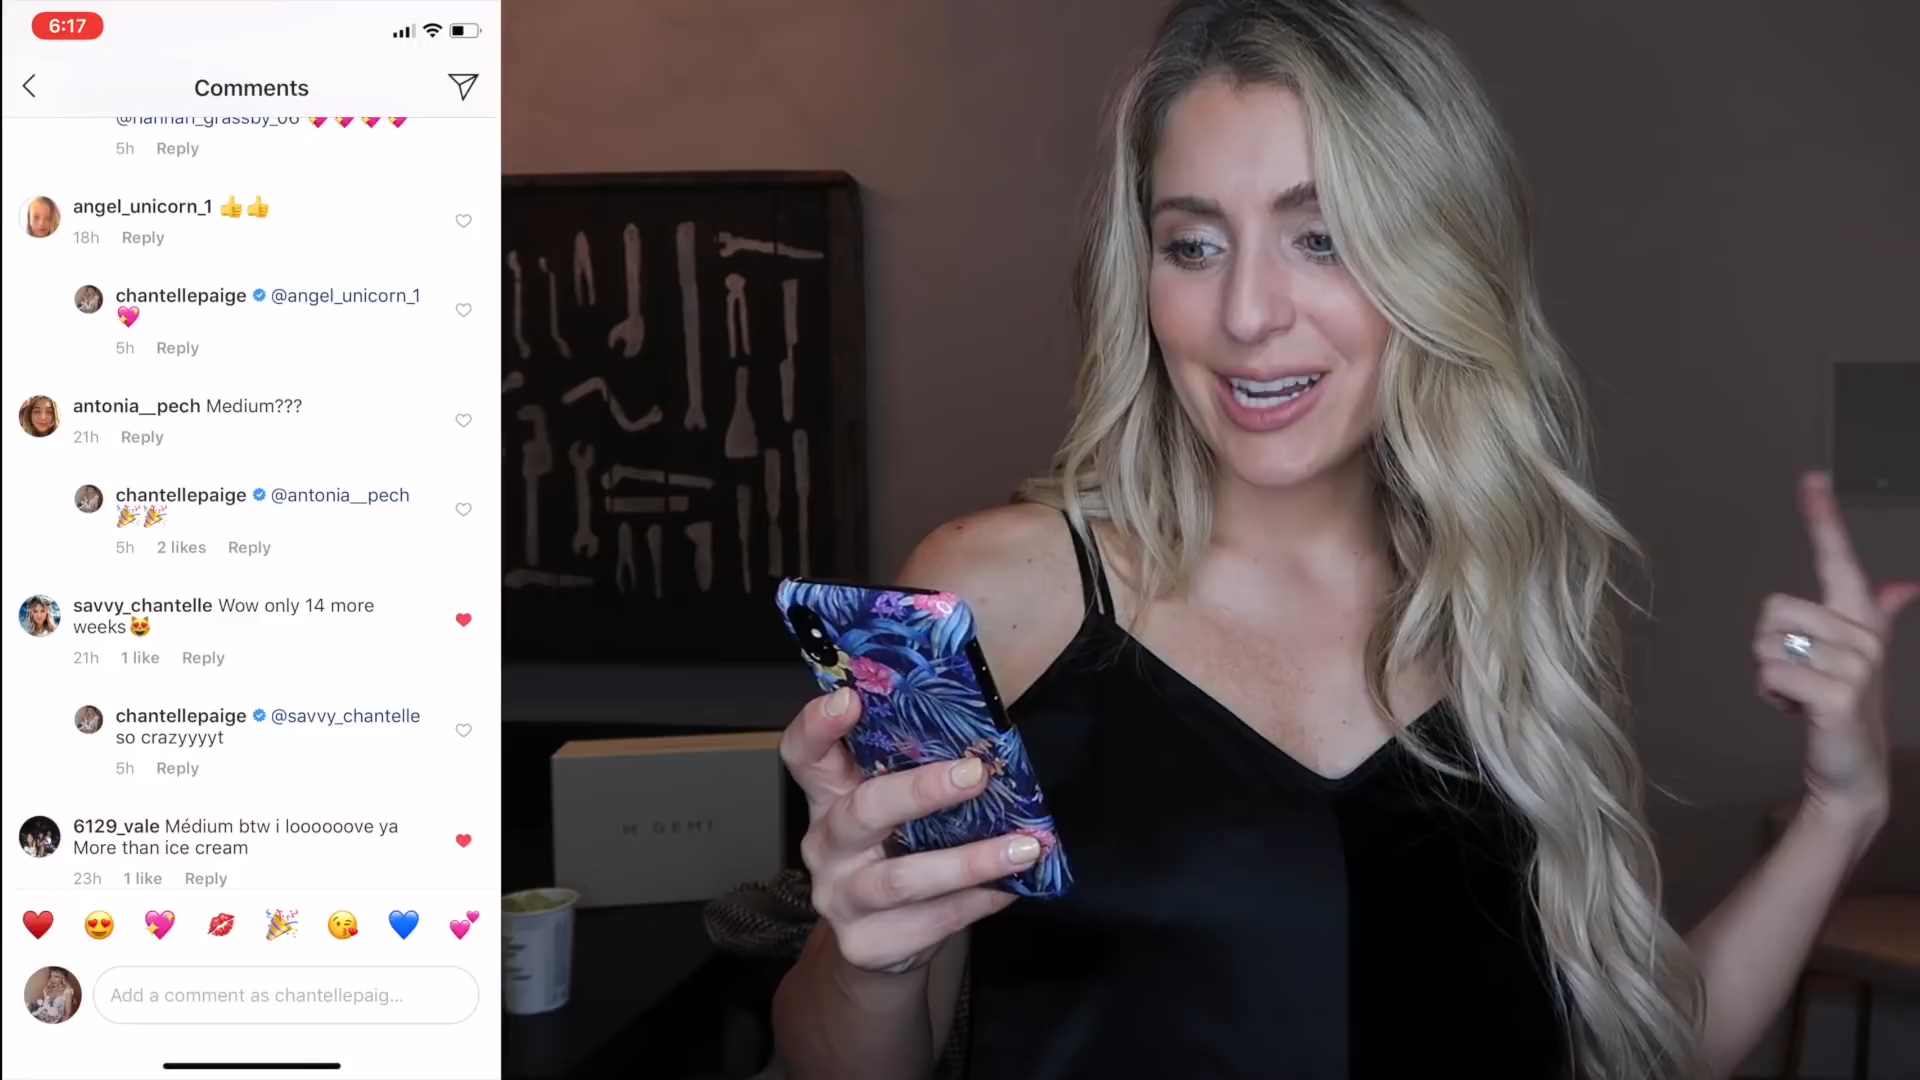 6:17
Comments
@hannah_grassby_06 💖💖💖💖
5h Reply
angel_unicorn_1 👍👍
18h Reply
chantellepaige @angel_unicorn_1
💖
5h Reply
antonia__pech Medium???
21h Reply
chantellepaige @antonia__pech
🎉🎉
5h 2 likes Reply
savvy_chantelle Wow only 14 more
weeks😻
21h 1 like Reply
chantellepaige @savvy_chantelle
so crazyyyyt
5h Reply
6129_vale Médium btw i loooooove ya
More than ice cream
23h 1 like Reply
❤️ 😍 💖 💋 🎉 😘 💙 💕
Add a comment as chantellepaig...
M.GEMI